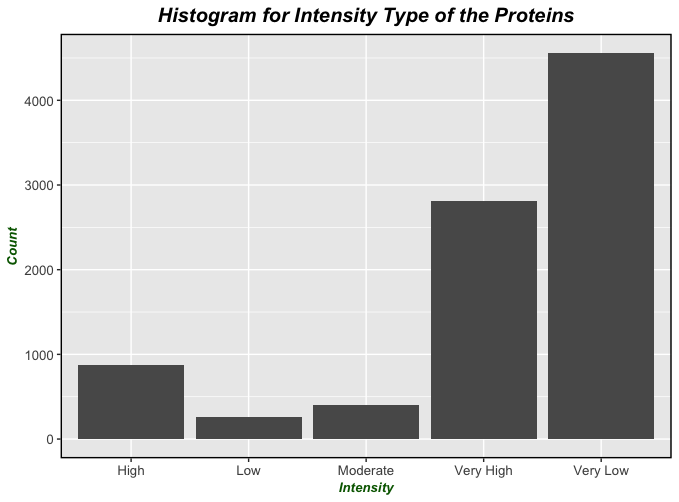 Histogram for Intensity Type of the Proteins
Count
4000
3000
2000
1000
0
High Low Moderate Very High Very Low
Intensity